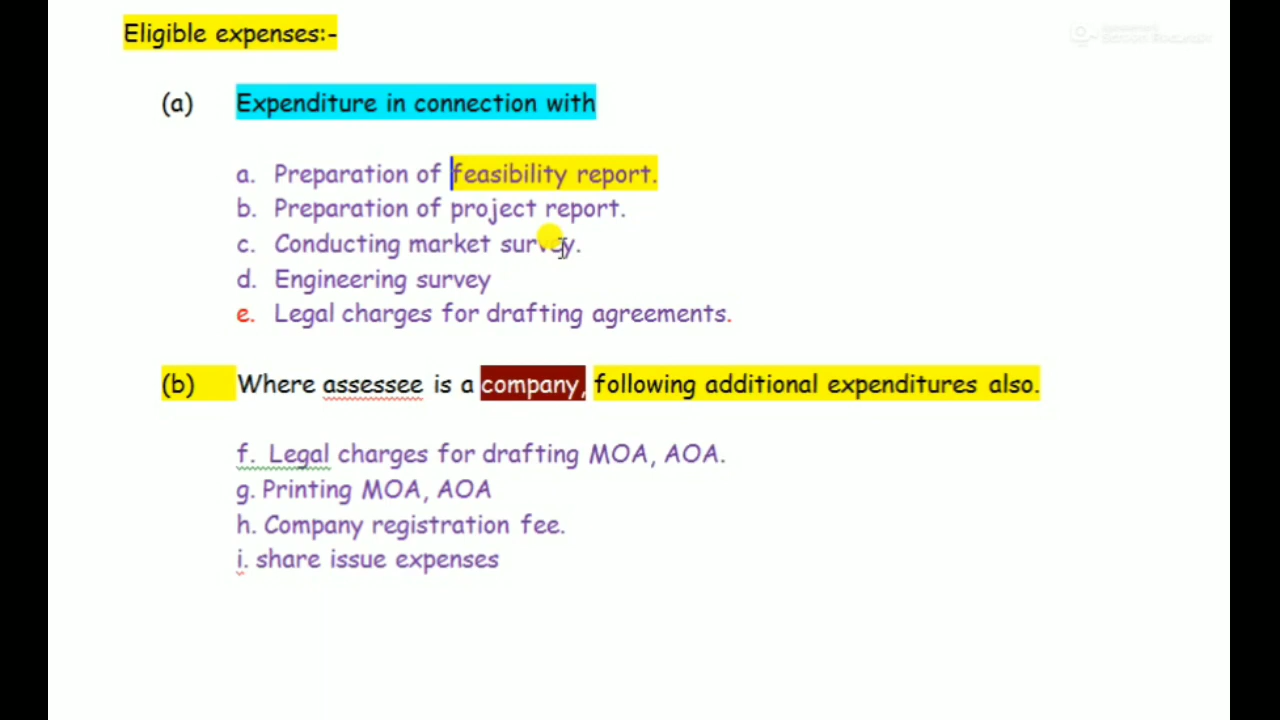 Eligible expenses:-
(a) Expenditure in connection with
a. Preparation of feasibility report.
b. Preparation of project report.
c. Conducting market survey.
d. Engineering survey
e. Legal charges for drafting agreements.
(b) Where assessee is a company, following additional expenditures also.
f. Legal charges for drafting MOA, AOA.
g. Printing MOA, AOA
h. Company registration fee.
i. share issue expenses